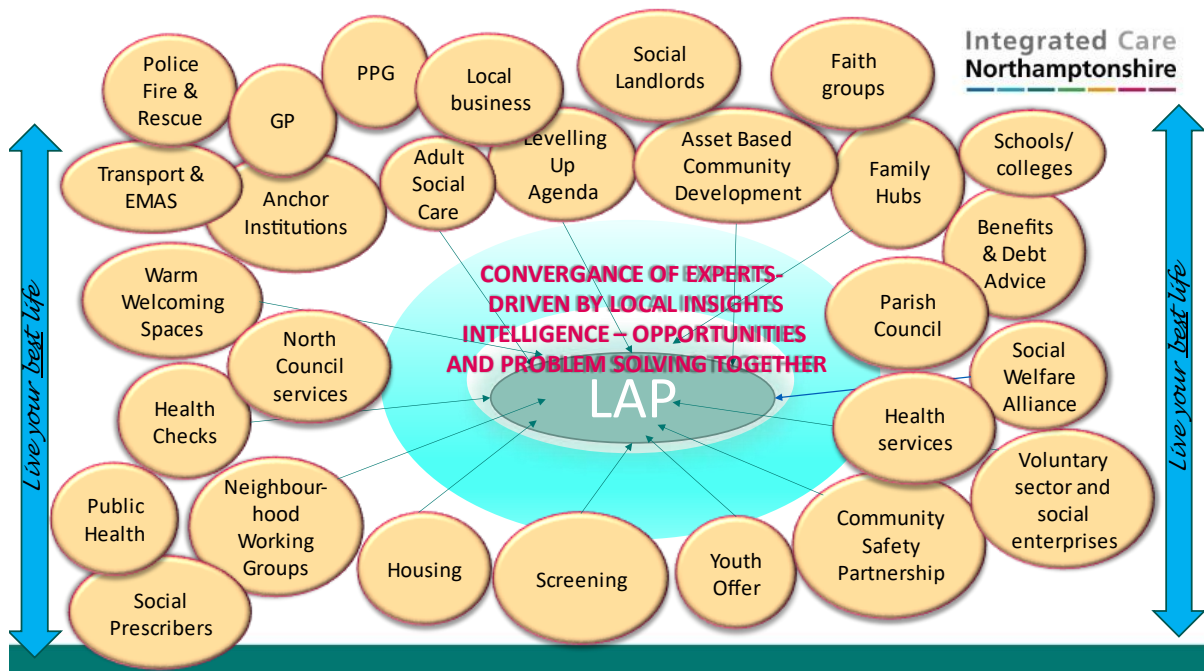 Integrated Care
Northamptonshire
Police
Fire &
Rescue
GP
PPG
Local
business
Social
Landlords
Faith
groups
Transport &
EMAS
Anchor
Institutions
Adult
Social
Care
Levelling
Up
Agenda
Asset Based
Community
Development
Family
Hubs
Schools/
colleges
Benefits
& Debt
Advice
Warm
Welcoming
Spaces
North
Council
services
Parish
Council
Social
Welfare
Alliance
CONVERGANCE OF EXPERTS-
DRIVEN BY LOCAL INSIGHTS
INTELLIGENCE – OPPORTUNITIES
AND PROBLEM SOLVING TOGETHER
LAP
Health
Checks
Health
services
Public
Health
Neighbour-
hood
Working
Groups
Housing
Screening
Youth
Offer
Community
Safety
Partnership
Voluntary
sector and
social
enterprises
Social
Prescribers
Live your best life
Live your best life